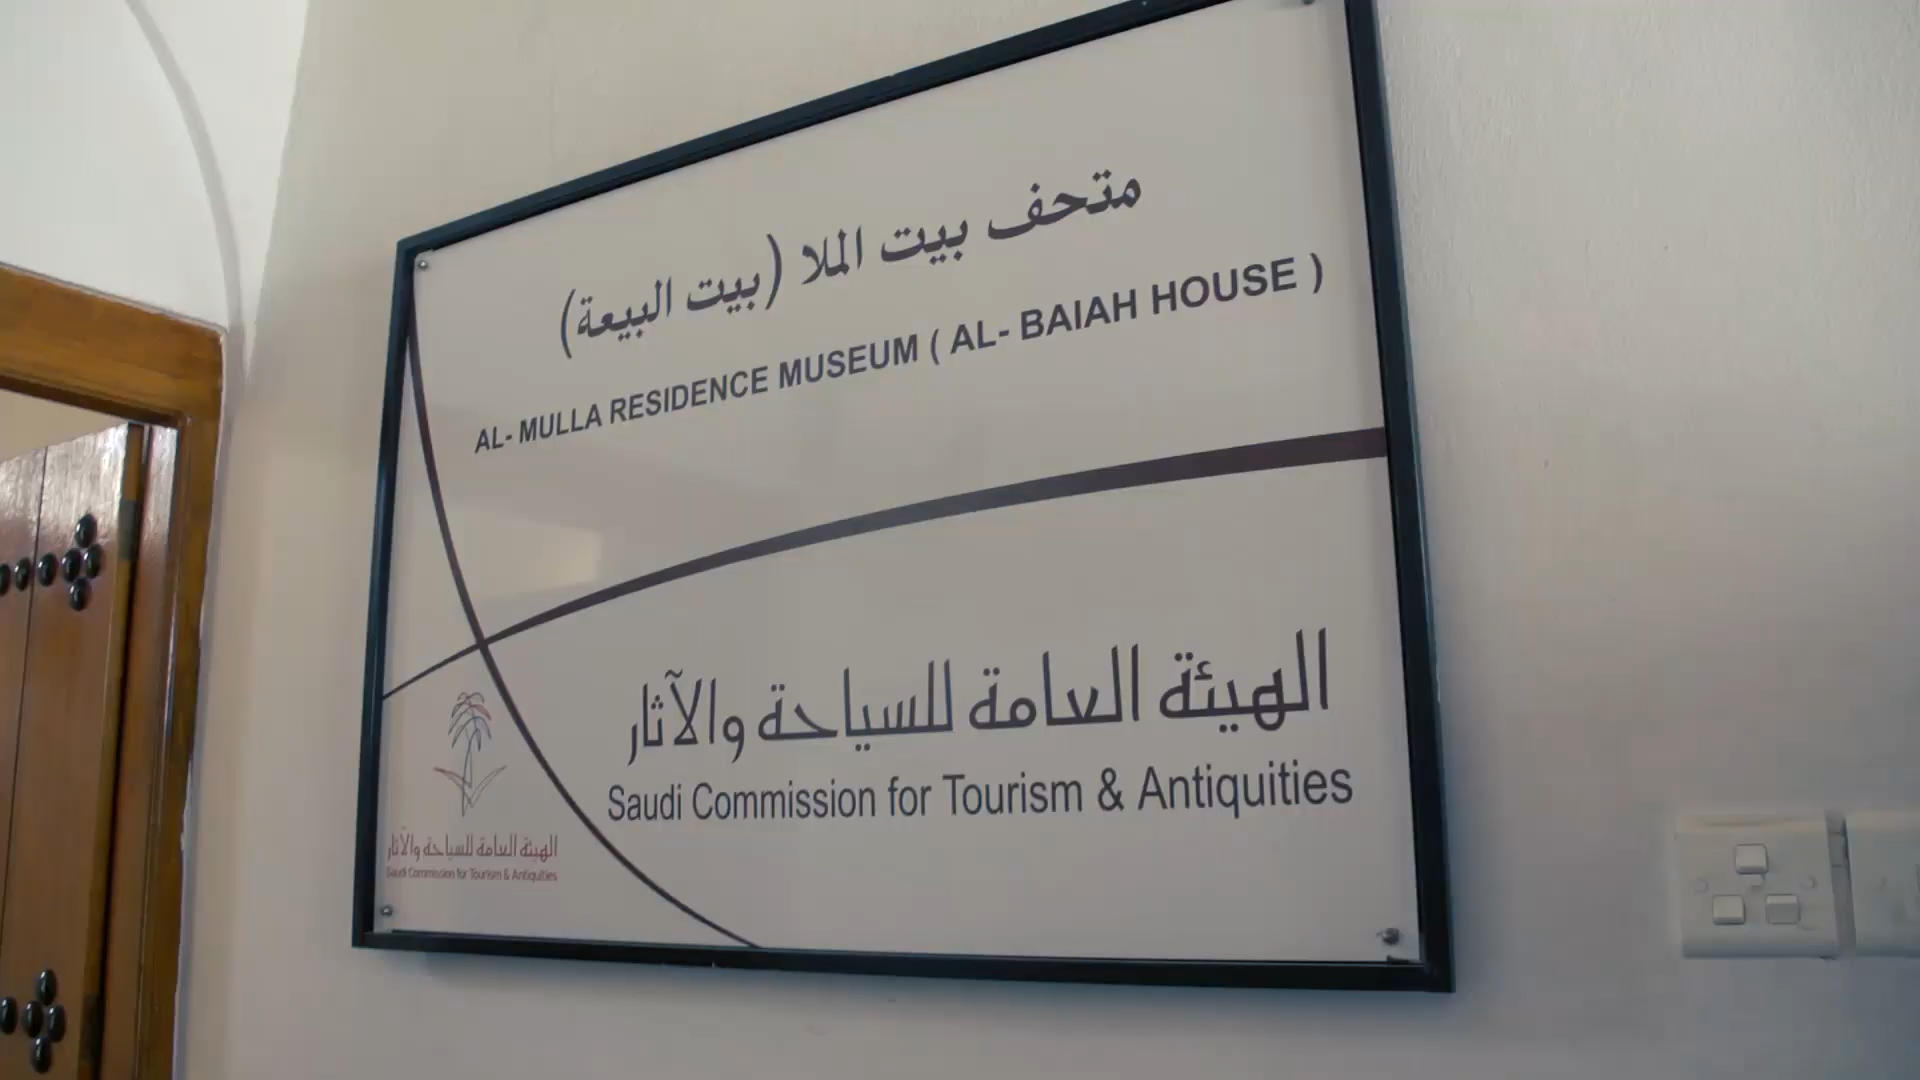 متحف بيت الملا (بيت البيعة)
AL- MULLA RESIDENCE MUSEUM ( AL- BAIAH HOUSE )
الهيئة العامة للسياحة والآثار
Saudi Commission for Tourism & Antiquities
الهيئة العامة للسياحة والآثار
Saudi Commission for Tourism & Antiquities